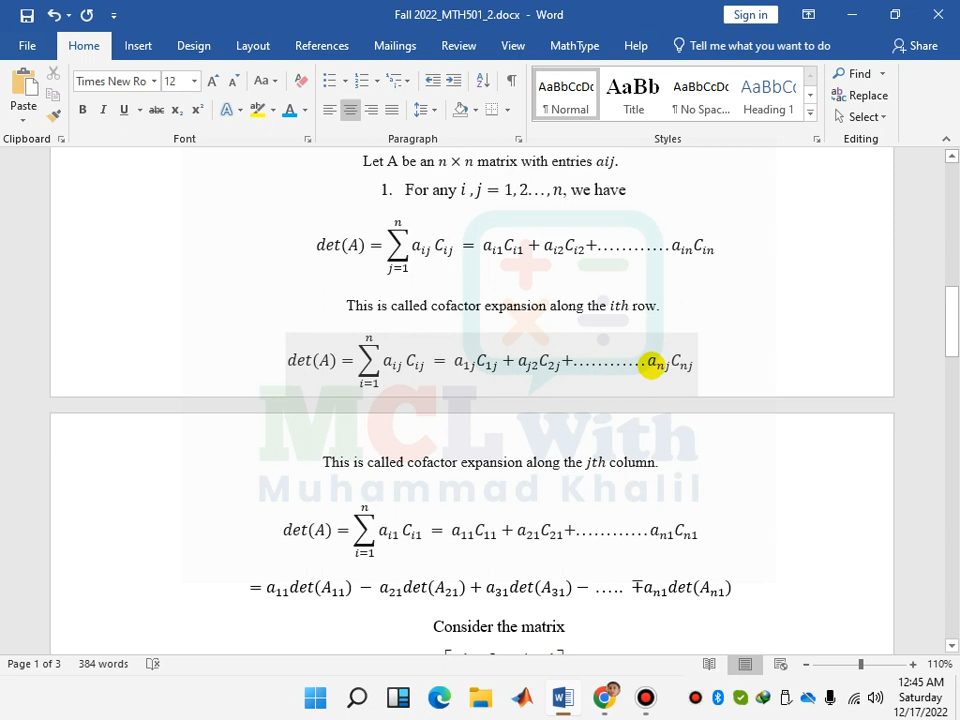 Fall 2022_MTH501_2.docx - Word
Sign in
File Home Insert Design Layout References Mailings Review View MathType Help Tell me what you want to do Share
Paste
Times New Ro 12 Aa
B I U abc x₂ x² A A
AaBbCcDc AaBb AaBbCcDc AaBbC
¶ Normal Title ¶ No Spac... Heading 1
Find
Replace
Select
Clipboard Font Paragraph Styles Editing
Let A be an n × n matrix with entries aij.
1. For any i , j = 1, 2 …, n, we have
det(A) = ∑_{j=1}^{n} a_{ij} C_{ij} = a_{i1}C_{i1} + a_{i2}C_{i2}+………… a_{in}C_{in}
This is called cofactor expansion along the ith row.
det(A) = ∑_{i=1}^{n} a_{ij} C_{ij} = a_{1j}C_{1j} + a_{j2}C_{2j}+………… a_{nj}C_{nj}
MCL With
This is called cofactor expansion along the jth column.
Muhammad Khalil
det(A) = ∑_{i=1}^{n} a_{i1} C_{i1} = a_{11}C_{11} + a_{21}C_{21}+………… a_{n1}C_{n1}
= a_{11}det(A_{11}) − a_{21}det(A_{21}) + a_{31}det(A_{31}) − ….. ∓a_{n1}det(A_{n1})
Consider the matrix
Page 1 of 3 384 words 110%
12:45 AM
Saturday
12/17/2022